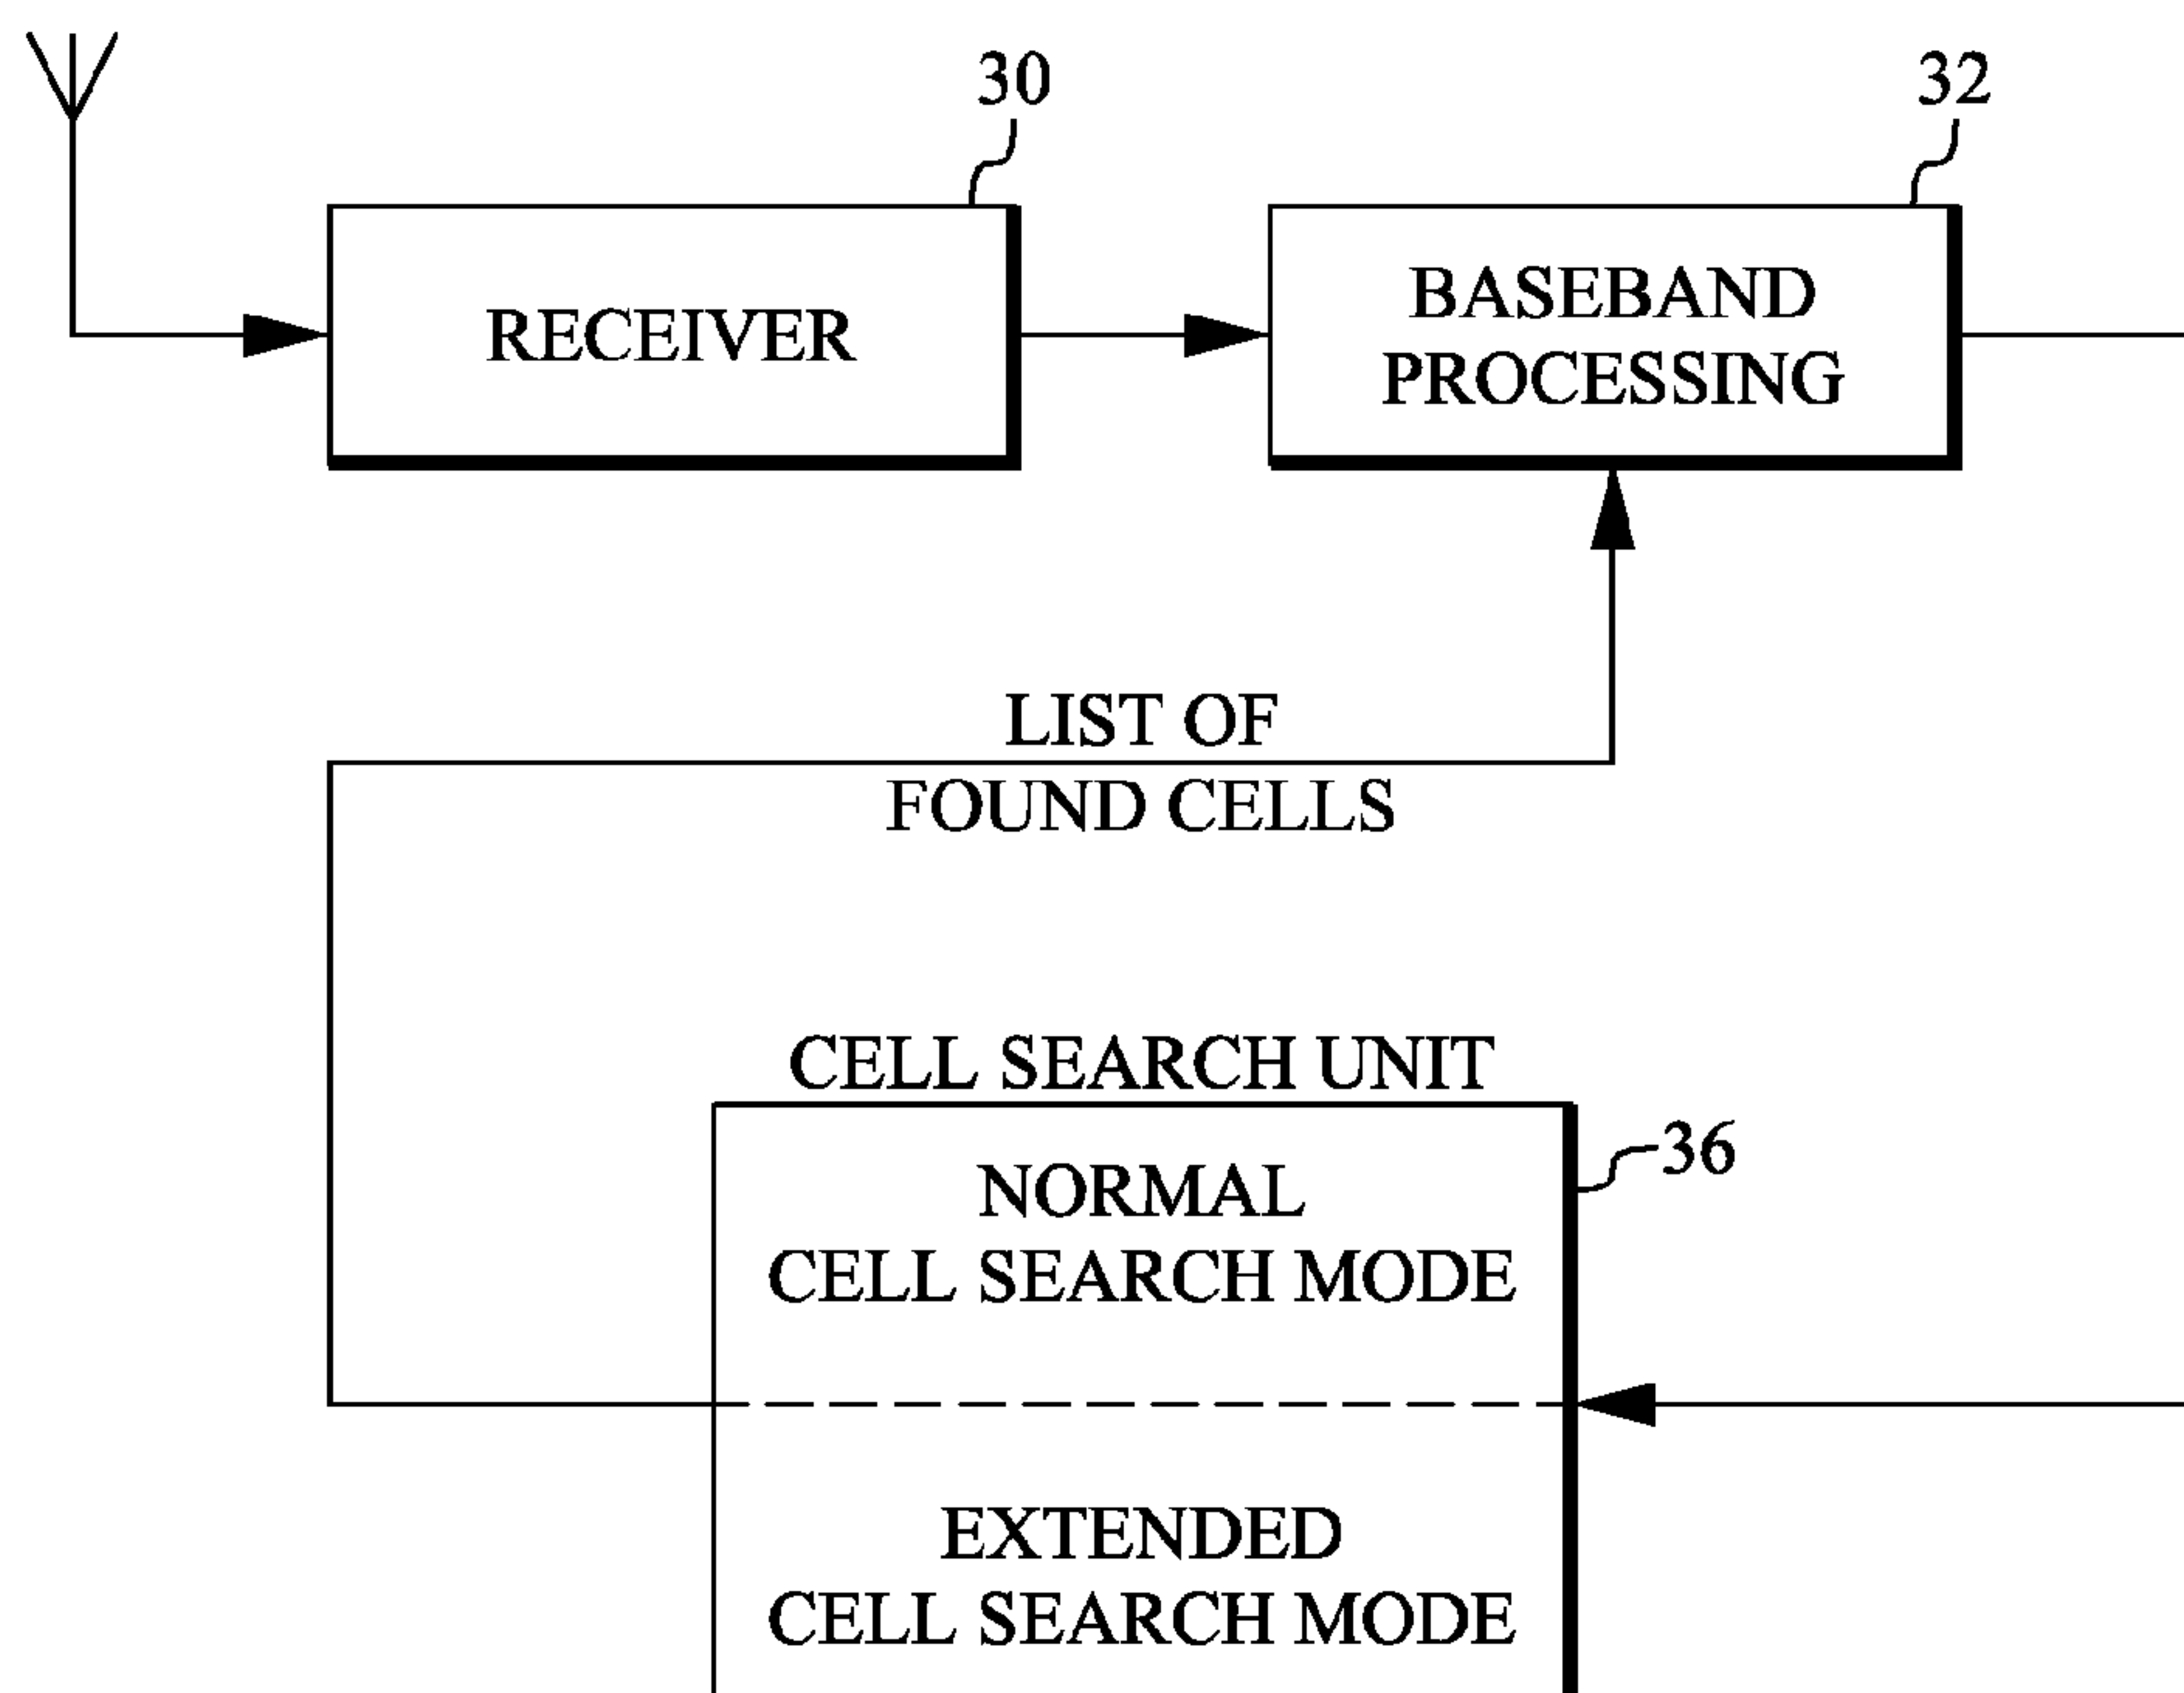 30
32
RECEIVER
BASEBAND
PROCESSING
LIST OF
FOUND CELLS
CELL SEARCH UNIT
36
NORMAL
CELL SEARCH MODE
EXTENDED
CELL SEARCH MODE